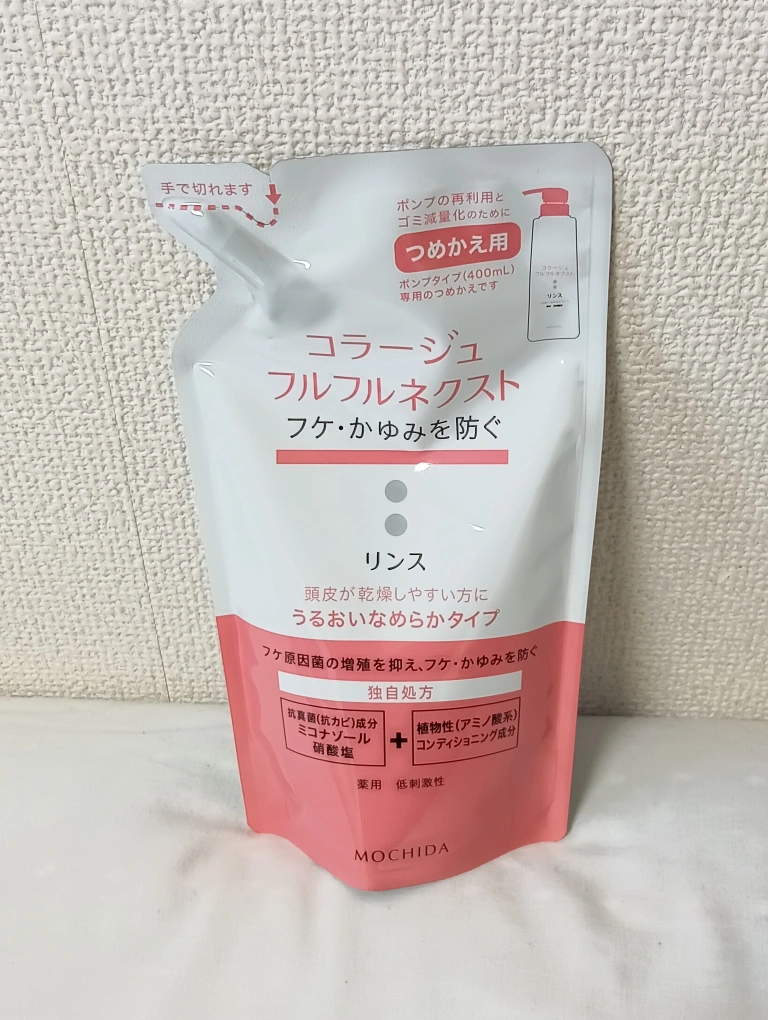 手で切れます
ポンプの再利用と
ゴミ減量化のために
つめかえ用
ポンプタイプ(400mL)
専用のつめかえです
コラージュ
フルフルネクスト
リンス
コラージュ
フルフルネクスト
フケ・かゆみを防ぐ
リンス
頭皮が乾燥しやすい方に
うるおいなめらかタイプ
フケ原因菌の増殖を抑え、フケ・かゆみを防ぐ
独自処方
抗真菌(抗カビ)成分
ミコナゾール
硝酸塩
+
植物性(アミノ酸系)
コンディショニング成分
薬用 低刺激性
MOCHIDA